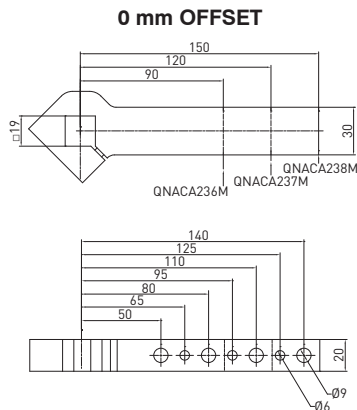 0 mm OFFSET
150
120
90
□19
30
QNACA238M
QNACA237M
QNACA236M
140
125
110
95
80
65
50
20
Ø9
Ø6